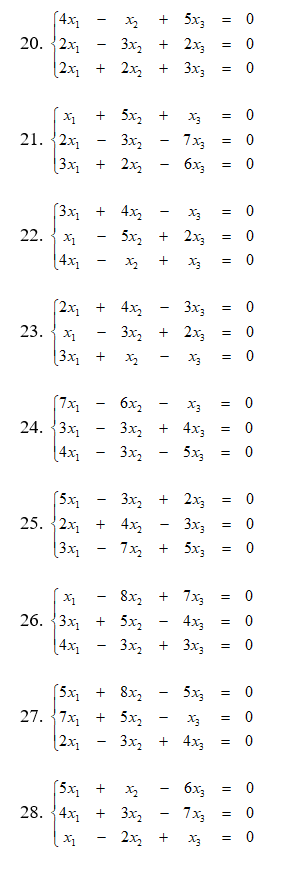 4x₁ − x₂ + 5x₃ = 0
20. 2x₁ − 3x₂ + 2x₃ = 0
2x₁ + 2x₂ + 3x₃ = 0
x₁ + 5x₂ + x₃ = 0
21. 2x₁ − 3x₂ − 7x₃ = 0
3x₁ + 2x₂ − 6x₃ = 0
3x₁ + 4x₂ − x₃ = 0
22. x₁ − 5x₂ + 2x₃ = 0
4x₁ − x₂ + x₃ = 0
2x₁ + 4x₂ − 3x₃ = 0
23. x₁ − 3x₂ + 2x₃ = 0
3x₁ + x₂ − x₃ = 0
7x₁ − 6x₂ − x₃ = 0
24. 3x₁ − 3x₂ + 4x₃ = 0
4x₁ − 3x₂ − 5x₃ = 0
5x₁ − 3x₂ + 2x₃ = 0
25. 2x₁ + 4x₂ − 3x₃ = 0
3x₁ − 7x₂ + 5x₃ = 0
x₁ − 8x₂ + 7x₃ = 0
26. 3x₁ + 5x₂ − 4x₃ = 0
4x₁ − 3x₂ + 3x₃ = 0
5x₁ + 8x₂ − 5x₃ = 0
27. 7x₁ + 5x₂ − x₃ = 0
2x₁ − 3x₂ + 4x₃ = 0
5x₁ + x₂ − 6x₃ = 0
28. 4x₁ + 3x₂ − 7x₃ = 0
x₁ − 2x₂ + x₃ = 0